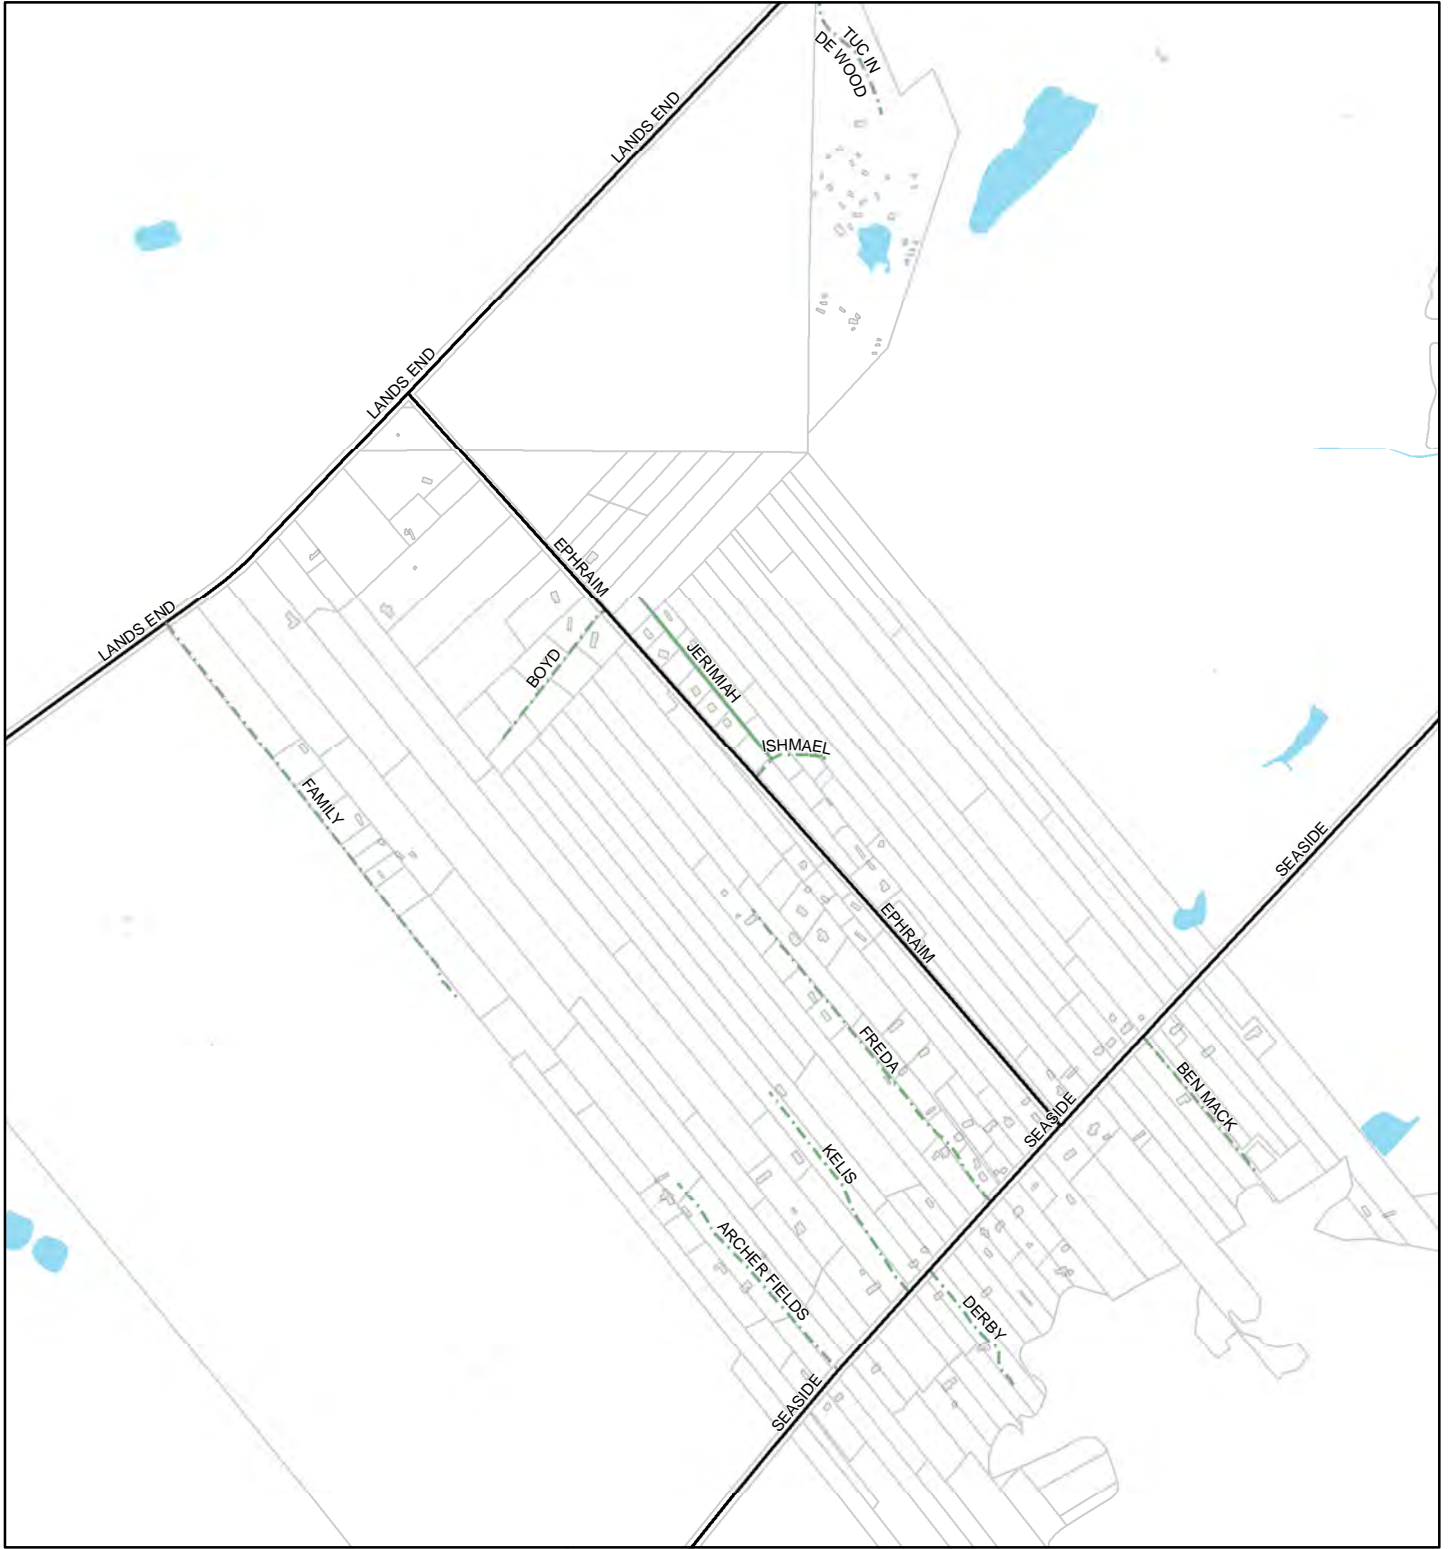 TUC IN
DE WOOD
LANDS END
LANDS END
EPHRAIM
LANDS END
BOYD
JERIMIAH
ISHMAEL
FAMILY
SEASIDE
EPHRAIM
FREDA
BEN MACK
SEASIDE
KELIS
ARCHER FIELDS
DERBY
SEASIDE